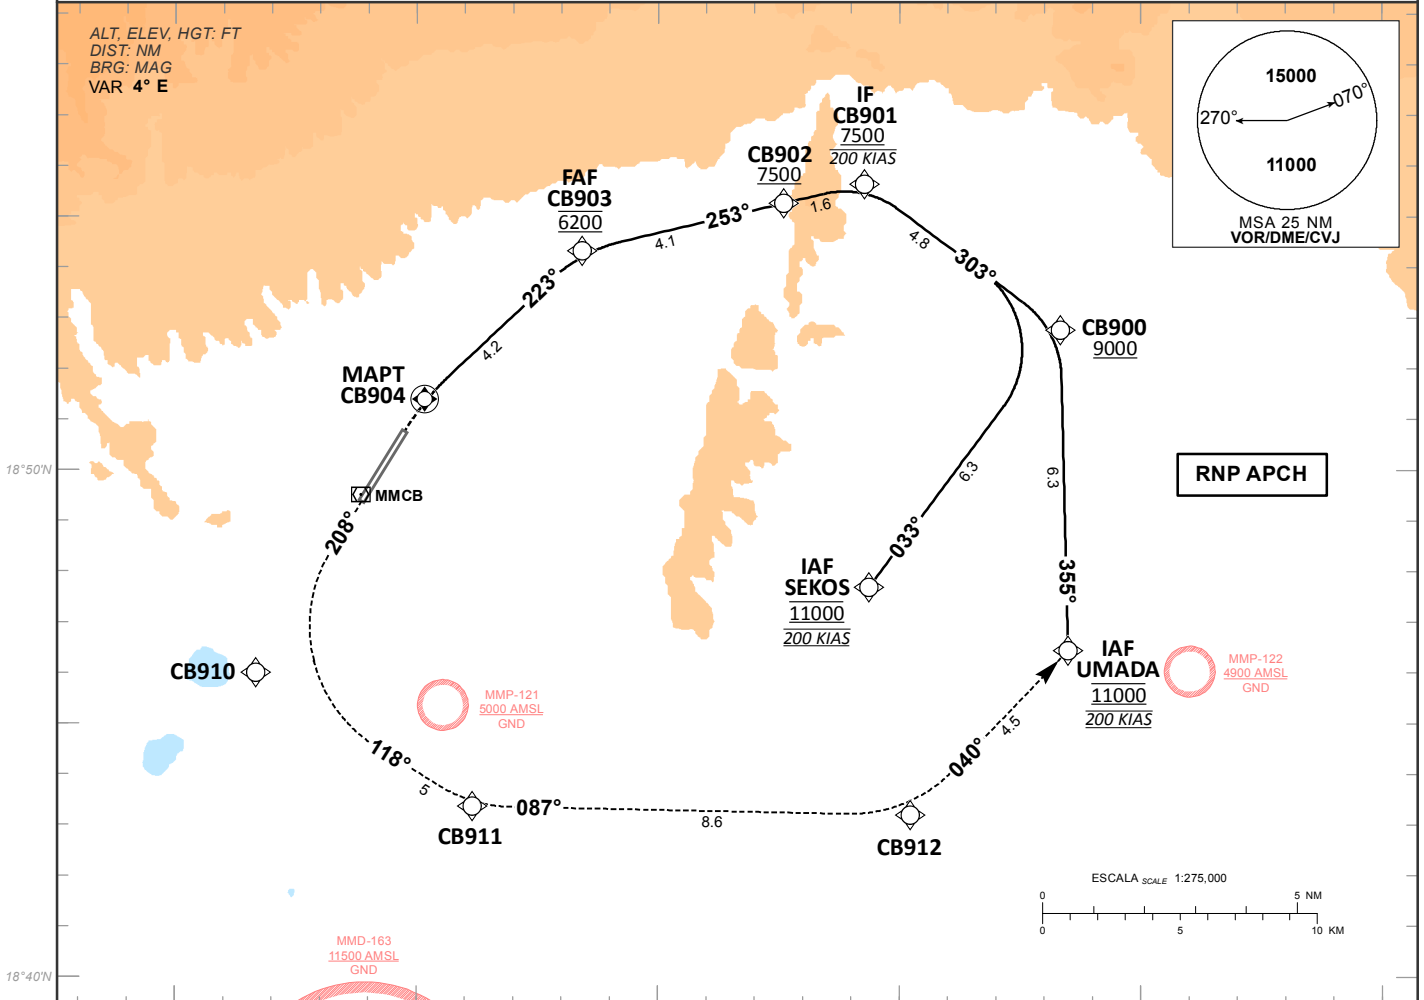 ALT, ELEV, HGT: FT
DIST: NM
BRG: MAG
VAR 4° E
15000
070°
270°
11000
MSA 25 NM
VOR/DME/CVJ
IF
CB901
7500
200 KIAS
CB902
7500
FAF
CB903
6200
253°
1.6
4.1
4.8
303°
223°
CB900
9000
4.2
MAPT
CB904
18°50'N
RNP APCH
6.3
6.3
MMCB
208°
033°
355°
IAF
SEKOS
11000
200 KIAS
IAF
UMADA
11000
200 KIAS
MMP-122
4900 AMSL
GND
CB910
MMP-121
5000 AMSL
GND
4.5
040°
118°
5
087°
8.6
CB911
CB912
ESCALA SCALE 1:275,000
0 5 NM
0 5 10 KM
MMD-163
11500 AMSL
GND
18°40'N